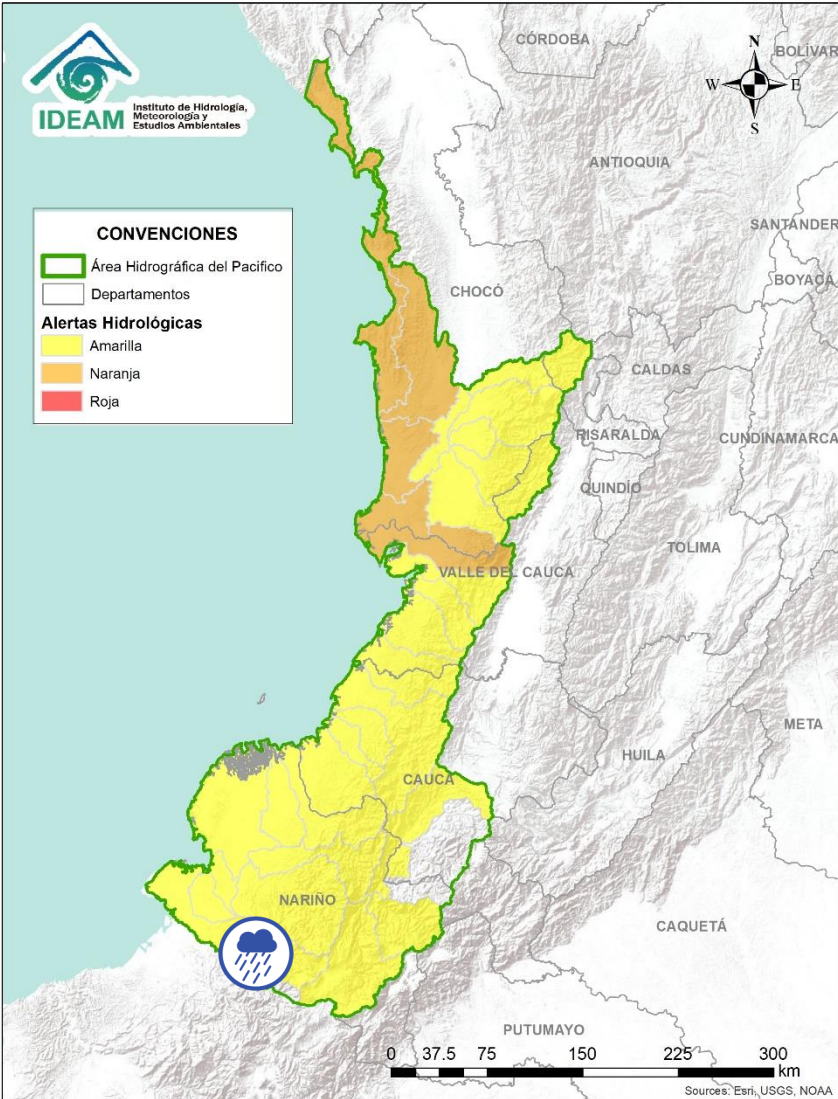 IDEAM
Instituto de Hidrología,
Meteorología y
Estudios Ambientales
N
W
E
S
CÓRDOBA
BOLÍVAR
ANTIOQUIA
SANTANDER
BOYACÁ
CHOCÓ
CALDAS
RISARALDA
CUNDINAMARCA
QUINDÍO
TOLIMA
VALLE DEL CAUCA
META
HUILA
CAUCA
NARIÑO
CAQUETÁ
PUTUMAYO
CONVENCIONES
Área Hidrográfica del Pacifico
Departamentos
Alertas Hidrológicas
Amarilla
Naranja
Roja
0 37.5 75 150 225 300
km
Sources: Esri, USGS, NOAA